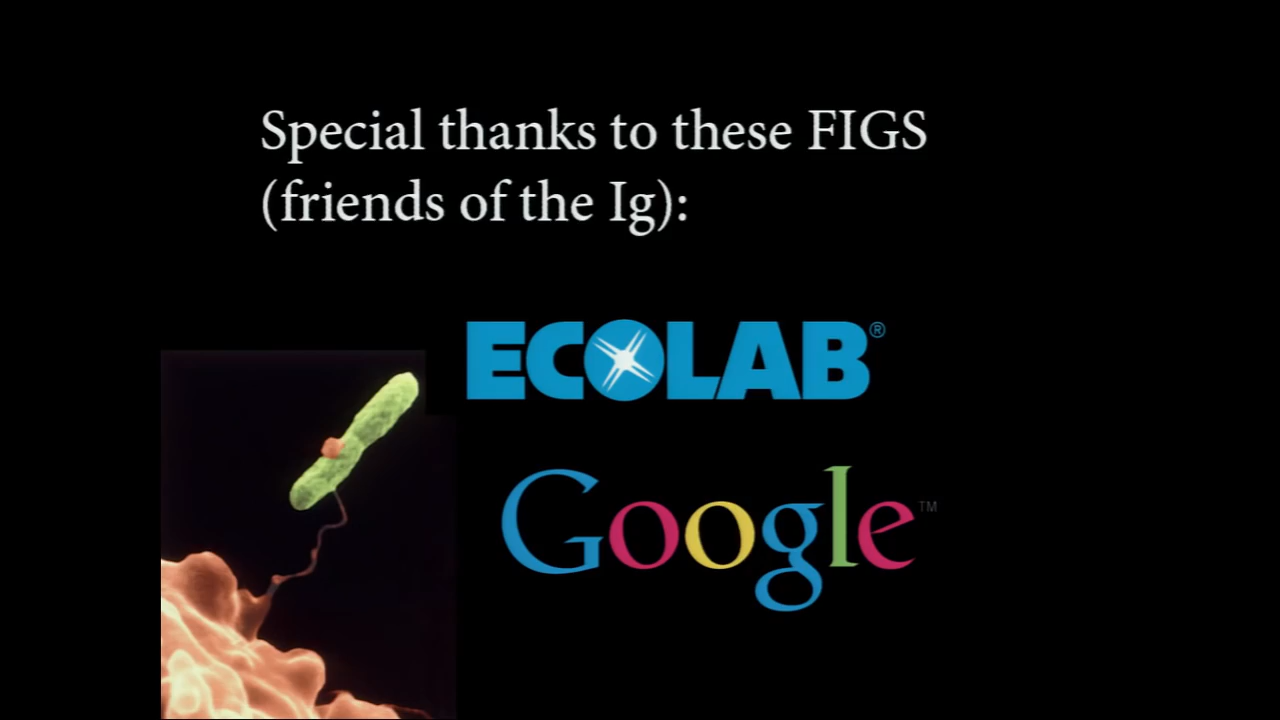 Special thanks to these FIGS
(friends of the Ig):
ECOLAB®
Google™